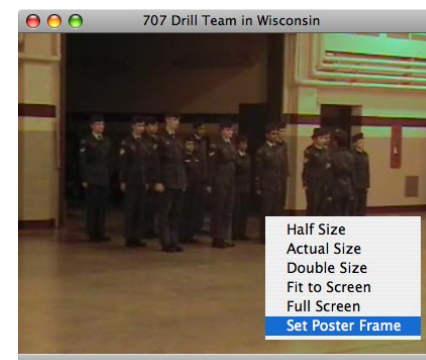 707 Drill Team in Wisconsin
Half Size
Actual Size
Double Size
Fit to Screen
Full Screen
Set Poster Frame